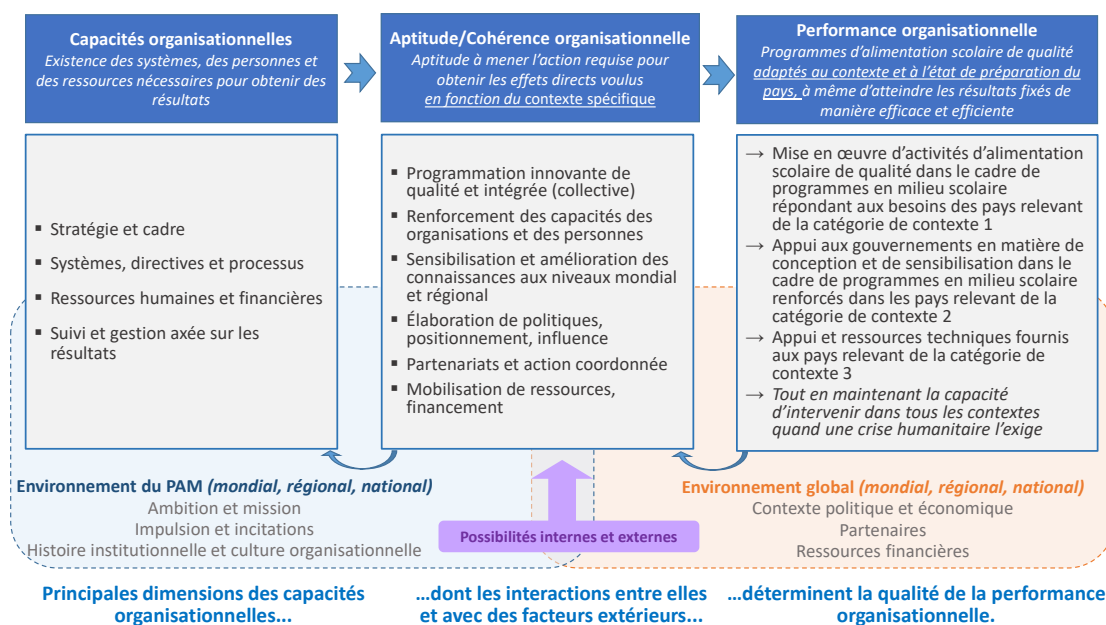 Capacités organisationnelles
Existence des systèmes, des personnes et
des ressources nécessaires pour obtenir des
résultats
Aptitude/Cohérence organisationnelle
Aptitude à mener l'action requise pour
obtenir les effets directs voulus
en fonction du contexte spécifique
Performance organisationnelle
Programmes d'alimentation scolaire de qualité
adaptés au contexte et à l'état de préparation du
pays, à même d'atteindre les résultats fixés de
manière efficace et efficiente
▪ Stratégie et cadre
▪ Systèmes, directives et processus
▪ Ressources humaines et financières
▪ Suivi et gestion axée sur les
résultats
▪ Programmation innovante de
qualité et intégrée (collective)
▪ Renforcement des capacités des
organisations et des personnes
▪ Sensibilisation et amélioration des
connaissances aux niveaux mondial
et régional
▪ Élaboration de politiques,
positionnement, influence
▪ Partenariats et action coordonnée
▪ Mobilisation de ressources,
financement
→ Mise en œuvre d'activités d'alimentation
scolaire de qualité dans le cadre de
programmes en milieu scolaire
répondant aux besoins des pays relevant
de la catégorie de contexte 1
→ Appui aux gouvernements en matière de
conception et de sensibilisation dans le
cadre de programmes en milieu scolaire
renforcés dans les pays relevant de la
catégorie de contexte 2
→ Appui et ressources techniques fournis
aux pays relevant de la catégorie de
contexte 3
→ Tout en maintenant la capacité
d'intervenir dans tous les contextes
quand une crise humanitaire l'exige
Environnement du PAM (mondial, régional, national)
Ambition et mission
Impulsion et incitations
Histoire institutionnelle et culture organisationnelle
Possibilités internes et externes
Environnement global (mondial, régional, national)
Contexte politique et économique
Partenaires
Ressources financières
Principales dimensions des capacités
organisationnelles...
...dont les interactions entre elles
et avec des facteurs extérieurs...
...déterminent la qualité de la performance
organisationnelle.